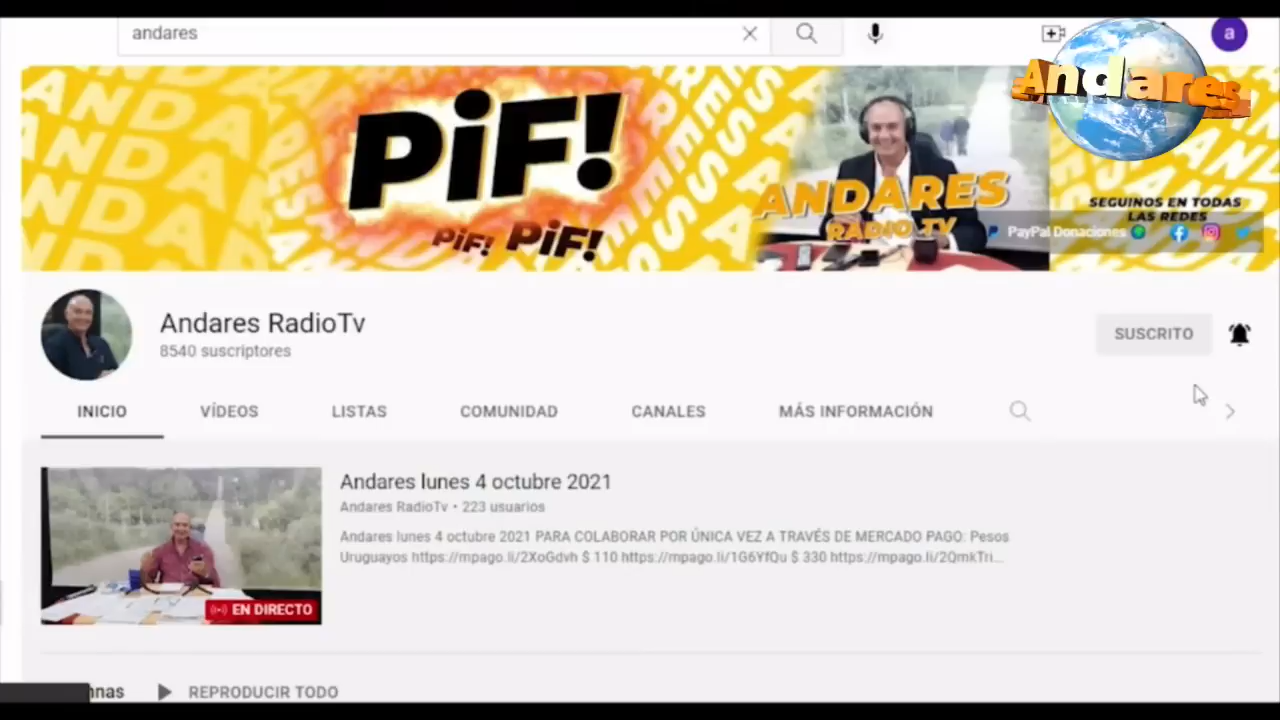 andares
a
Andares
PiF!
PiF! PiF!
ANDARES
RADIO TV
SEGUINOS EN TODAS
LAS REDES
PayPal Donaciones
Andares RadioTv
8540 suscriptores
SUSCRITO
INICIO VÍDEOS LISTAS COMUNIDAD CANALES MÁS INFORMACIÓN
Andares lunes 4 octubre 2021
Andares RadioTv • 223 usuarios
Andares lunes 4 octubre 2021 PARA COLABORAR POR ÚNICA VEZ A TRAVÉS DE MERCADO PAGO: Pesos
Uruguayos https://mpago.li/2XoGdvh $ 110 https://mpago.li/1G6YfQu $ 330 https://mpago.li/2QmkTri...
EN DIRECTO
REPRODUCIR TODO